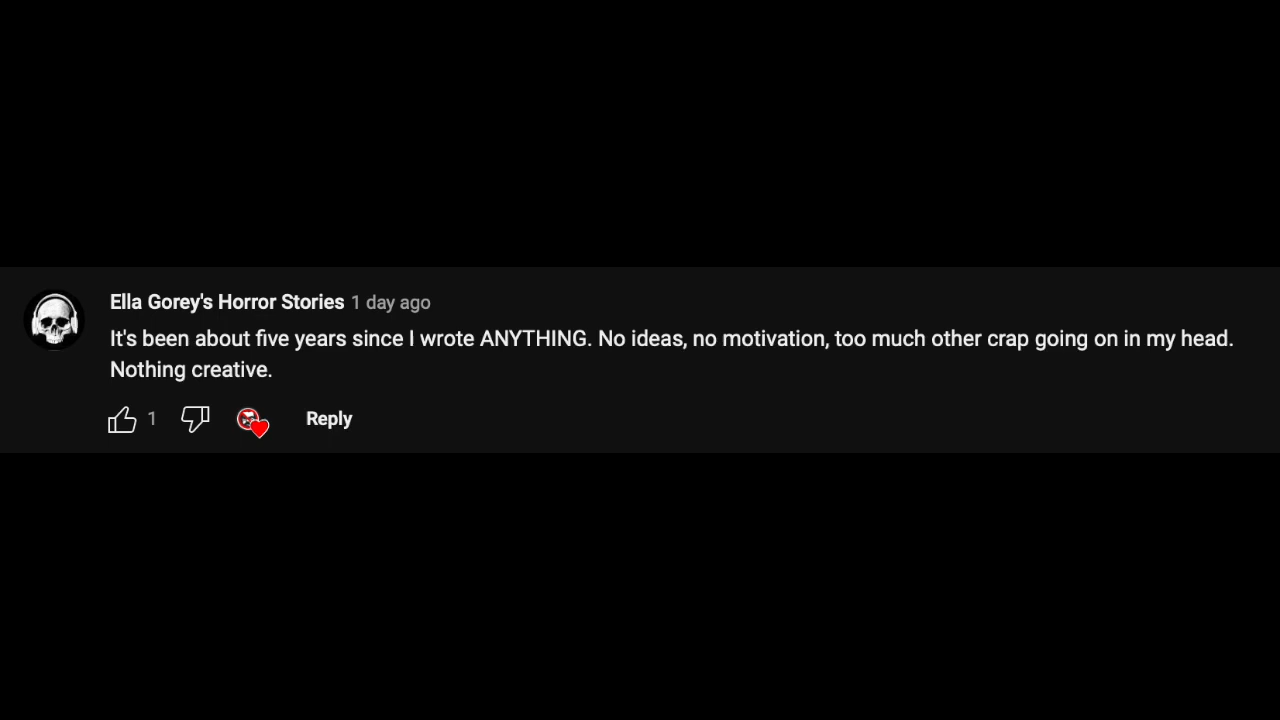 Ella Gorey's Horror Stories 1 day ago
It's been about five years since I wrote ANYTHING. No ideas, no motivation, too much other crap going on in my head.
Nothing creative.
1 Reply